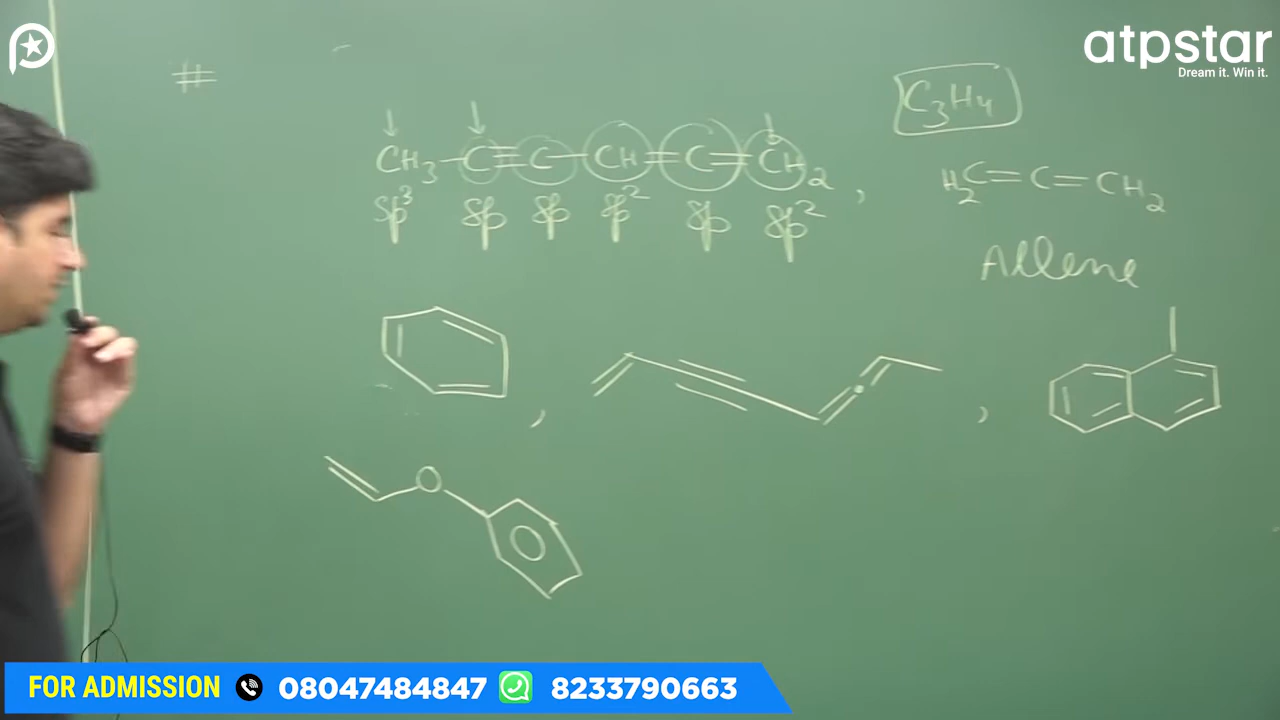 atpstar
Dream it. Win it.
#
C₃H₄
CH₃–C≡C–CH=C=CH₂ ,
sp³ sp sp sp² sp sp²
H₂C=C=CH₂
Allene
, ,
O
FOR ADMISSION 08047484847 8233790663